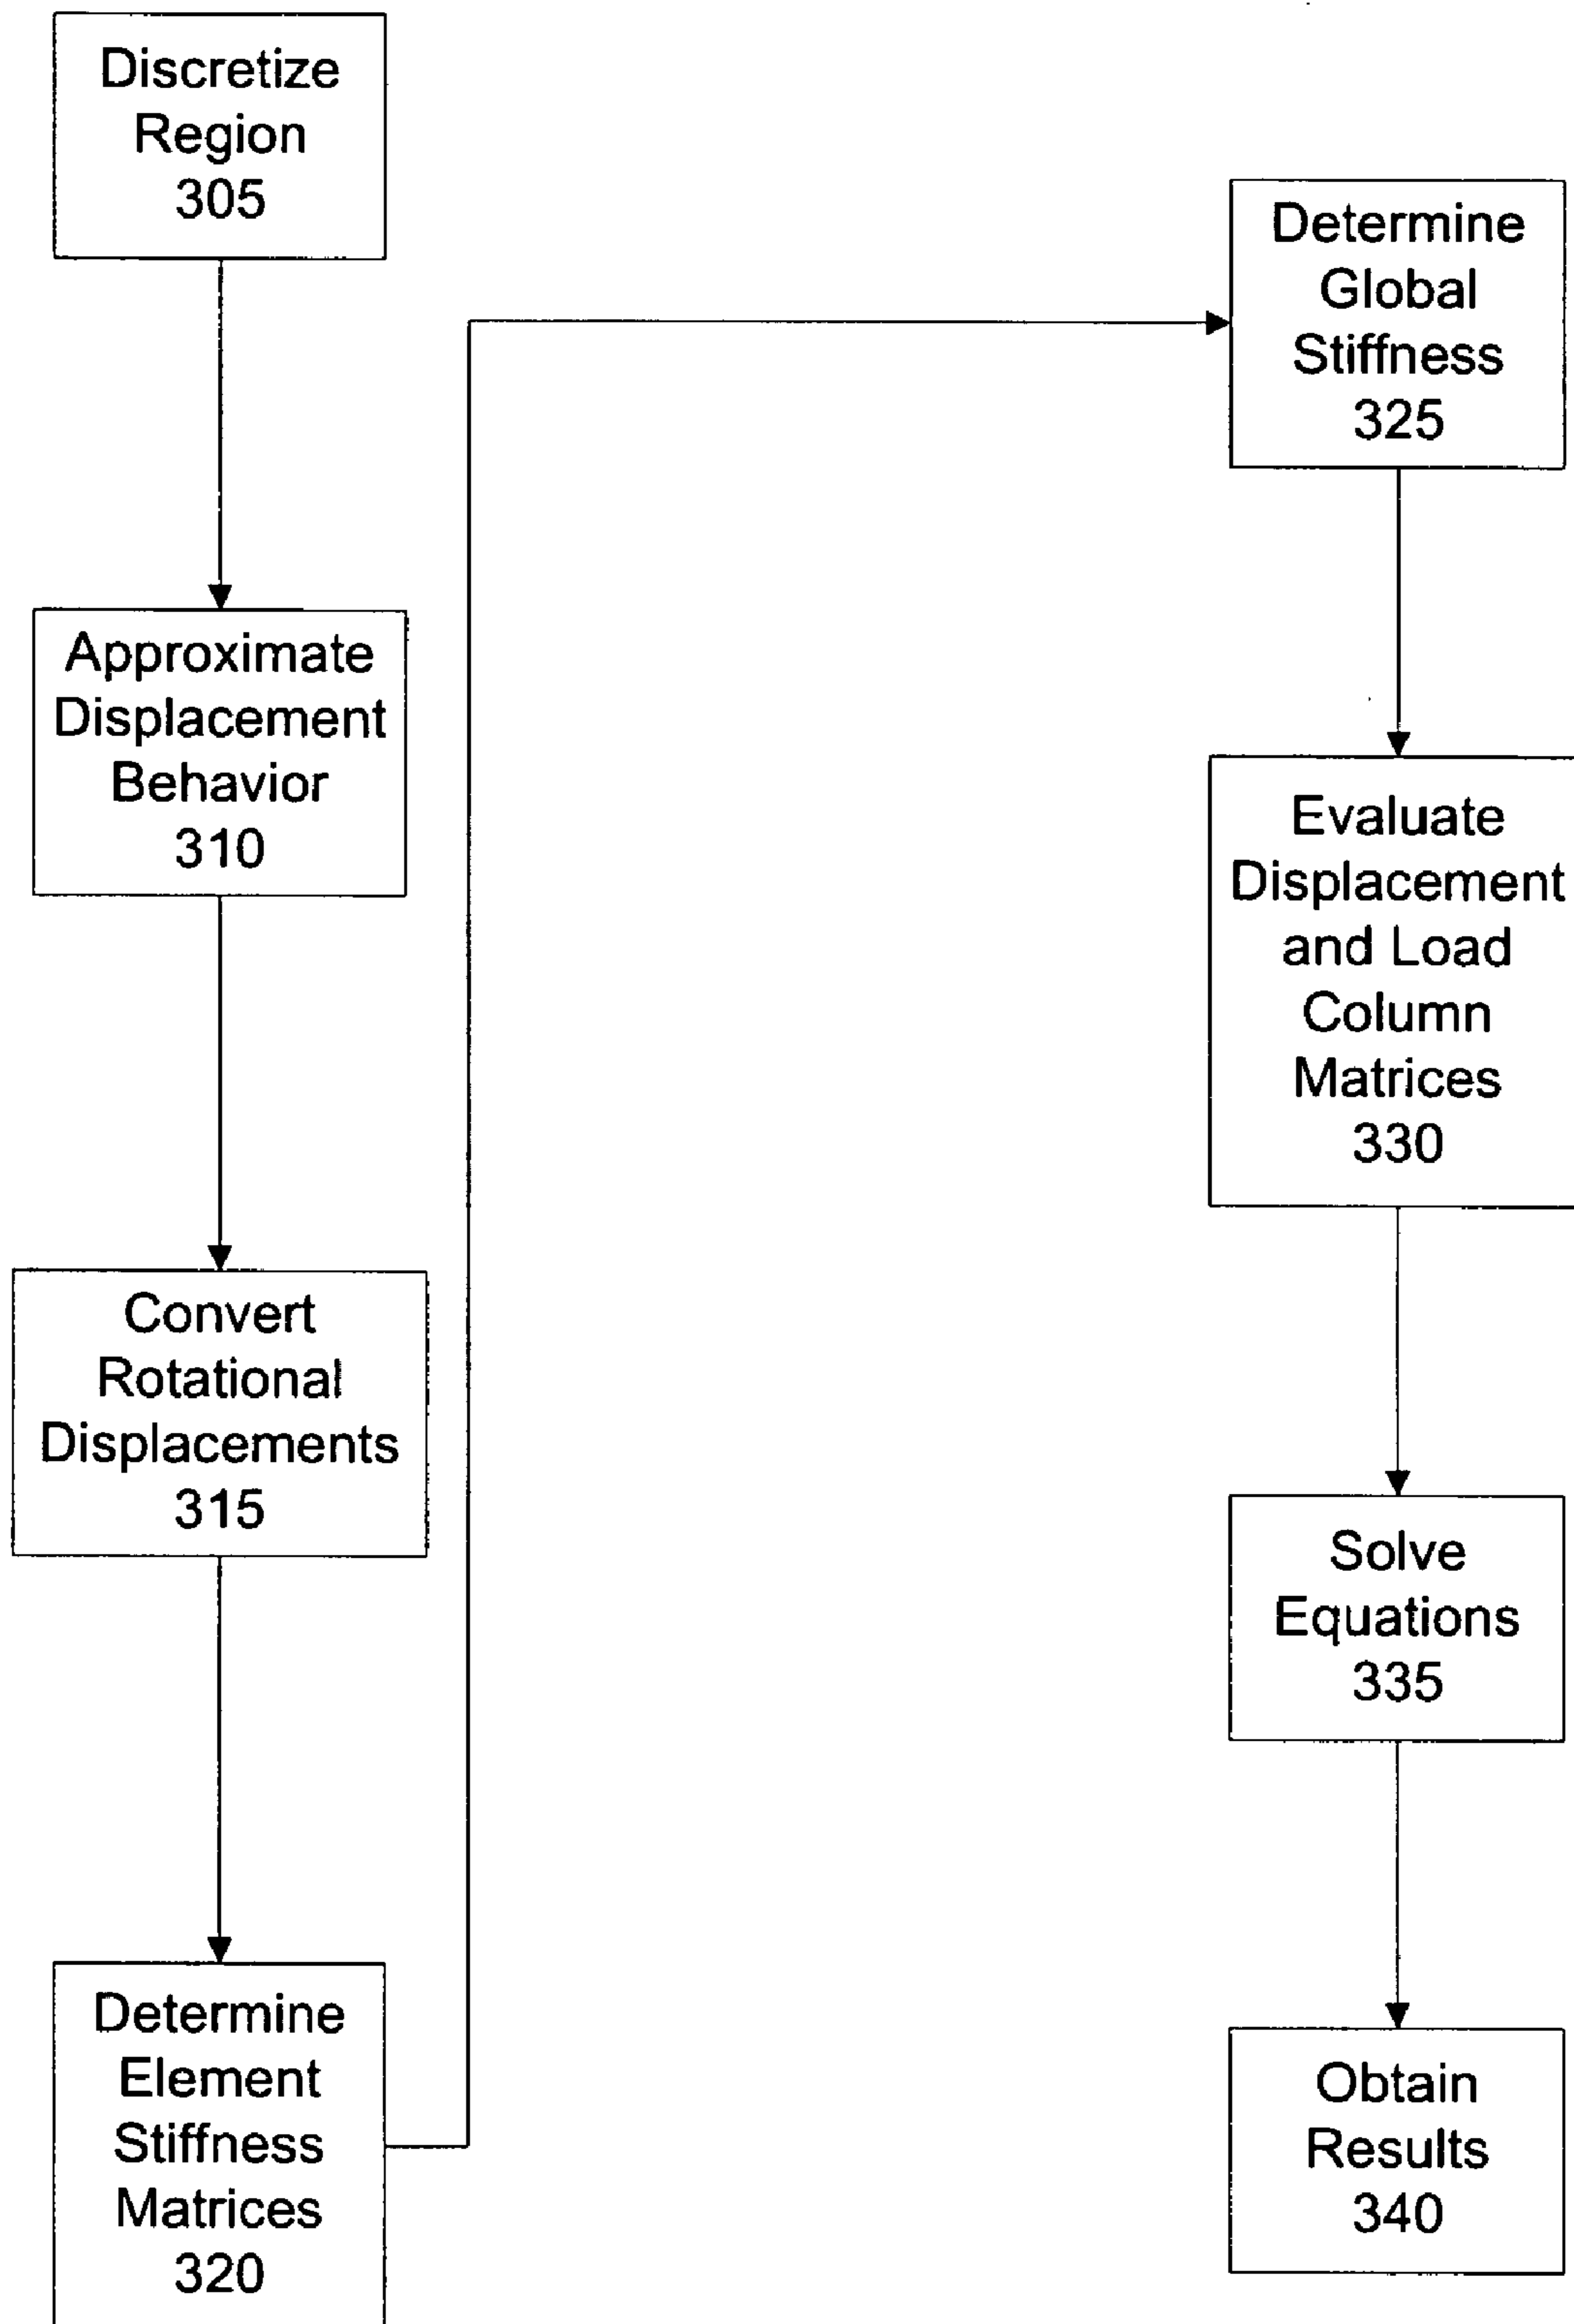 Discretize
Region
305
Approximate
Displacement
Behavior
310
Convert
Rotational
Displacements
315
Determine
Element
Stiffness
Matrices
320
Determine
Global
Stiffness
325
Evaluate
Displacement
and Load
Column
Matrices
330
Solve
Equations
335
Obtain
Results
340